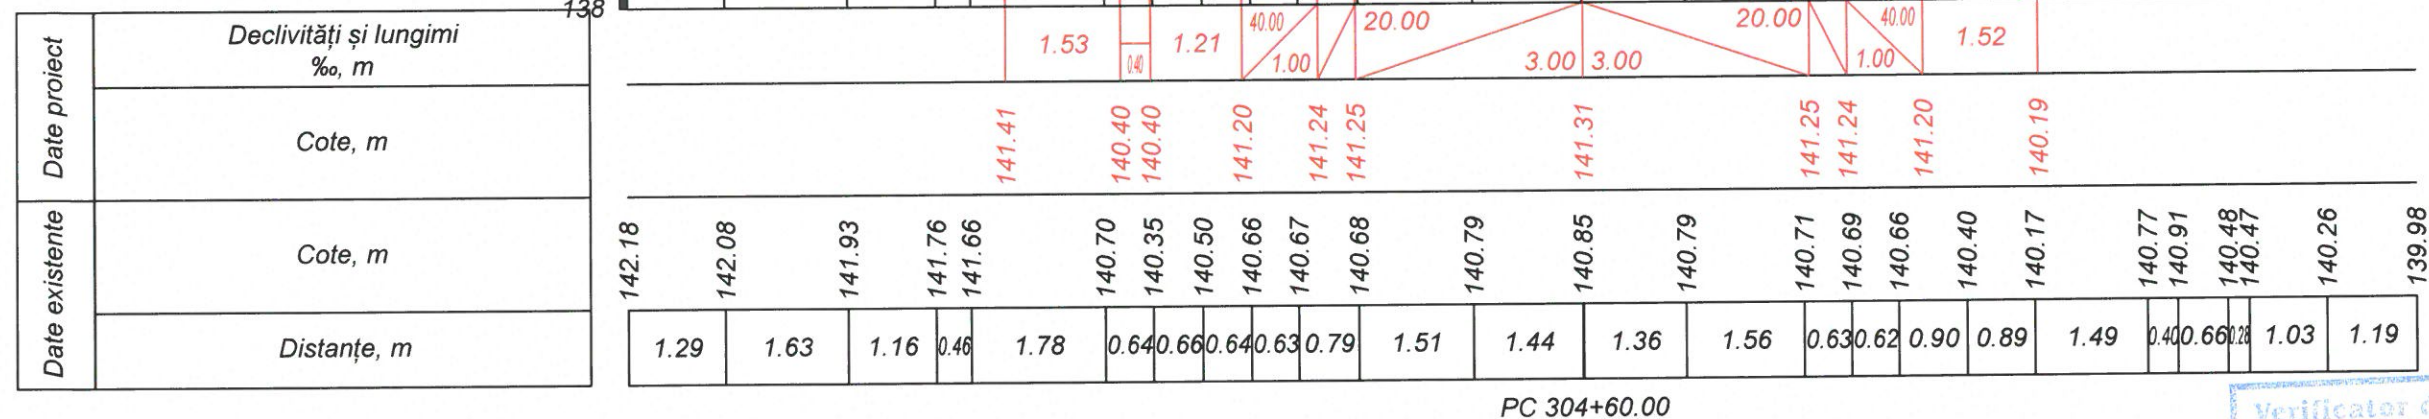 138
Date proiect
Declivități și lungimi
‰, m
1.53 0.40 1.21 40.00 1.00 20.00 3.00 3.00 20.00 40.00 1.00 1.52
Cote, m
141.41 140.40 140.40 141.20 141.24 141.25 141.31 141.25 141.24 141.20 140.19
Date existente
Cote, m
142.18 142.08 141.93 141.76 141.66 140.70 140.35 140.50 140.66 140.67 140.68 140.79 140.85 140.79 140.71 140.69 140.66 140.40 140.17 140.77 140.91 140.48 140.47 140.26 139.98
Distanțe, m
1.29 1.63 1.16 0.46 1.78 0.64 0.66 0.64 0.63 0.79 1.51 1.44 1.36 1.56 0.63 0.62 0.90 0.89 1.49 0.40 0.66 0.28 1.03 1.19
PC 304+60.00
Verificator